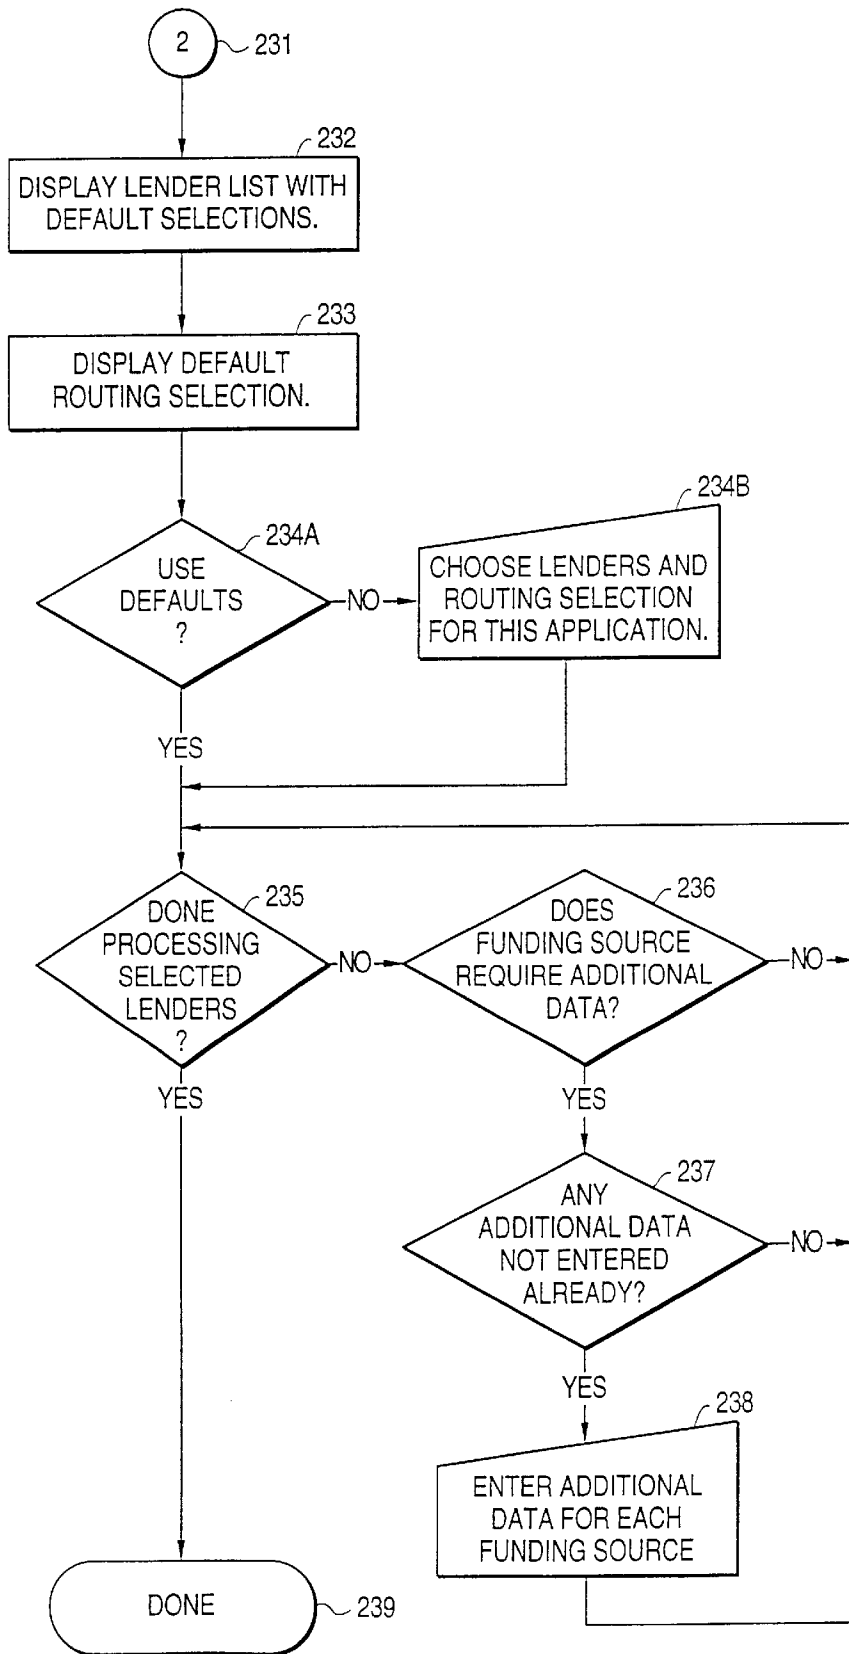 2
231
232
DISPLAY LENDER LIST WITH
DEFAULT SELECTIONS.
233
DISPLAY DEFAULT
ROUTING SELECTION.
234A
USE
DEFAULTS
?
NO
234B
CHOOSE LENDERS AND
ROUTING SELECTION
FOR THIS APPLICATION.
YES
235
DONE
PROCESSING
SELECTED
LENDERS
?
NO
236
DOES
FUNDING SOURCE
REQUIRE ADDITIONAL
DATA?
NO
YES
YES
237
ANY
ADDITIONAL DATA
NOT ENTERED
ALREADY?
NO
YES
238
ENTER ADDITIONAL
DATA FOR EACH
FUNDING SOURCE
DONE
239